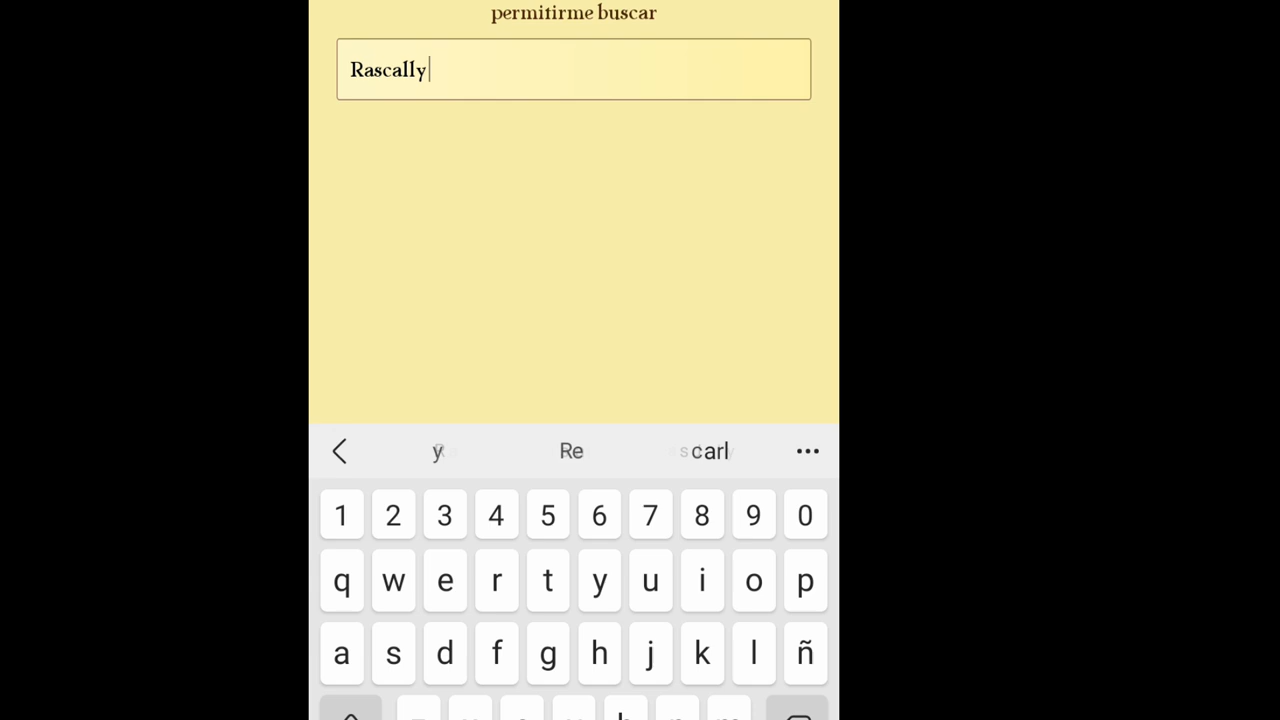 permitirme buscar
Rascally
y Re carl
1 2 3 4 5 6 7 8 9 0
q w e r t y u i o p
a s d f g h j k l ñ